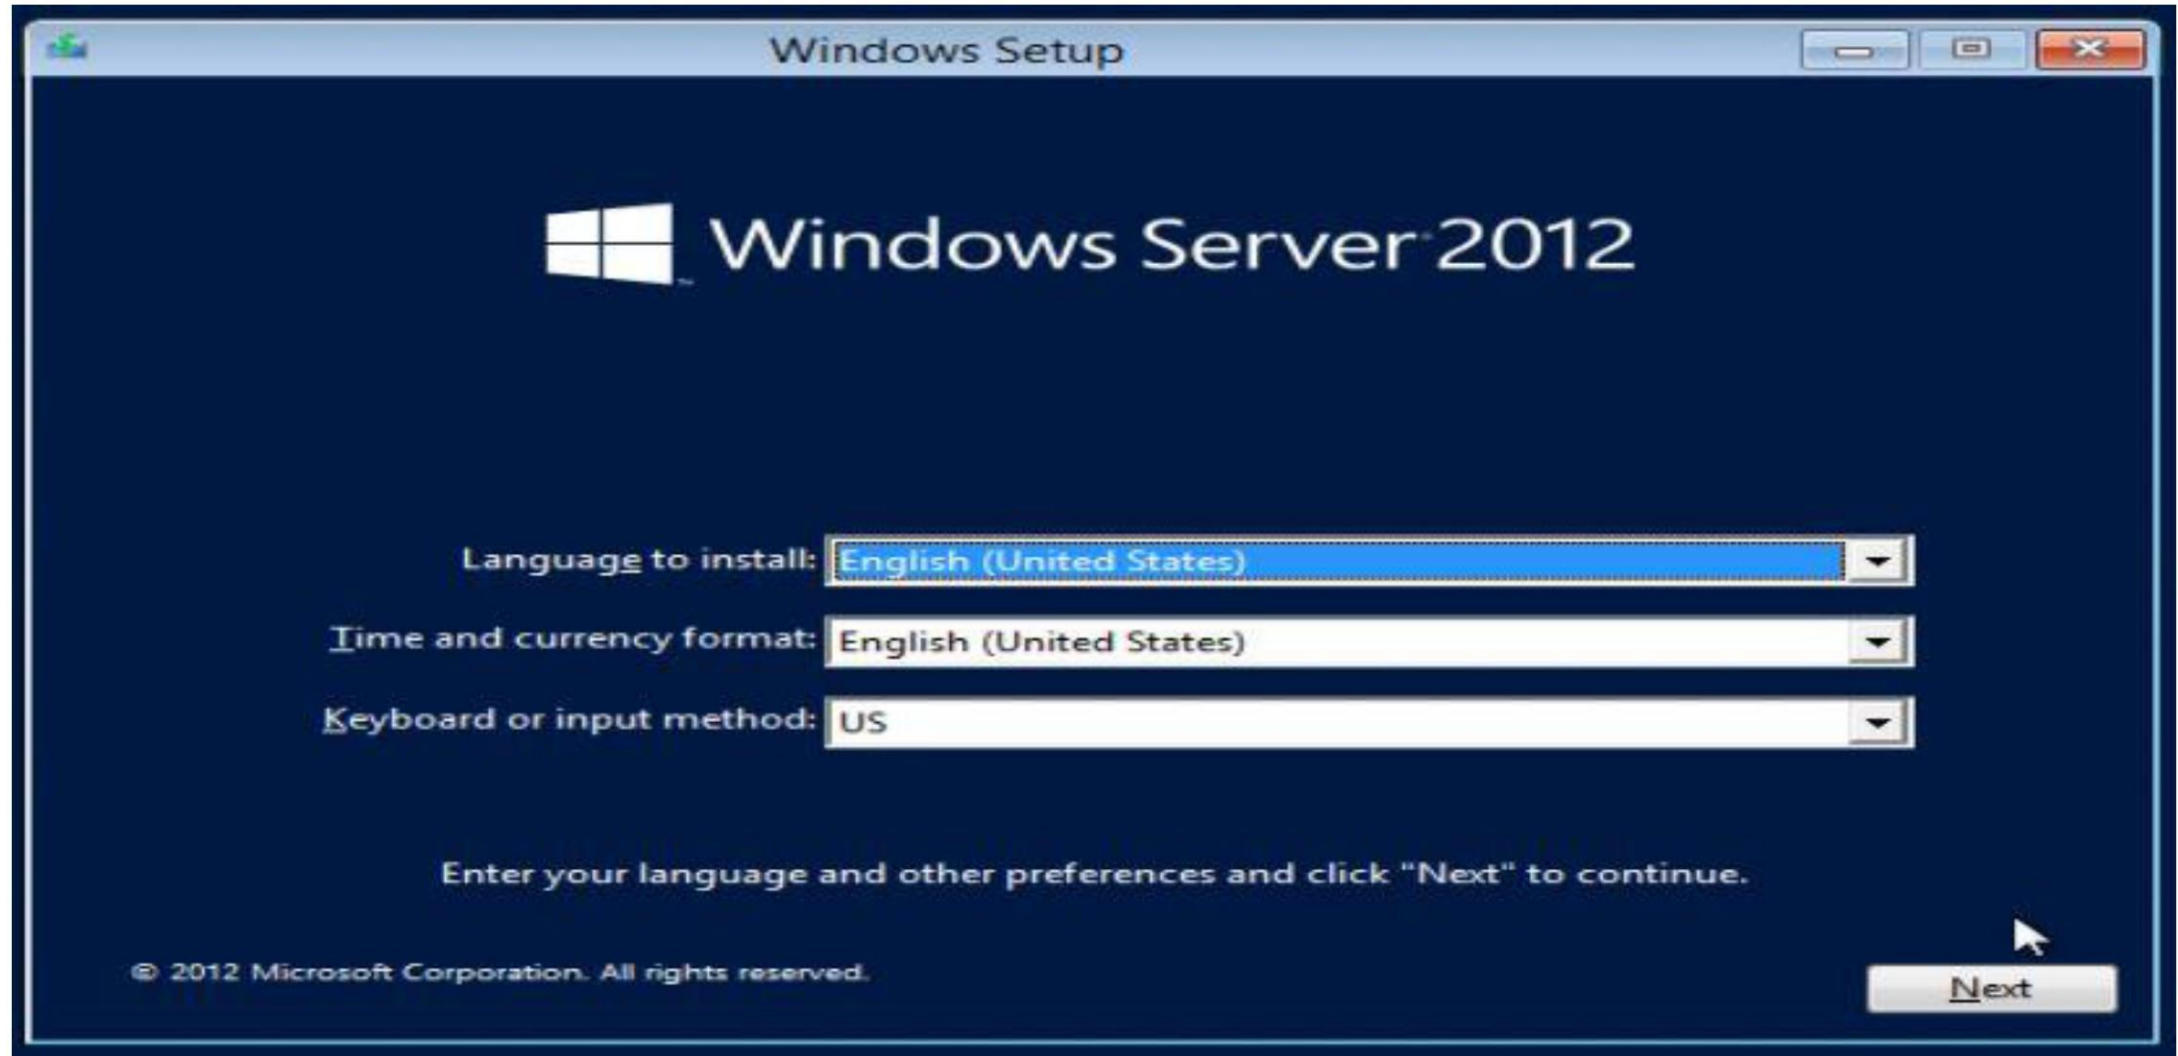 Windows Setup
Windows Server 2012
Language to install: English (United States)
Time and currency format: English (United States)
Keyboard or input method: US
Enter your language and other preferences and click "Next" to continue.
© 2012 Microsoft Corporation. All rights reserved.
Next